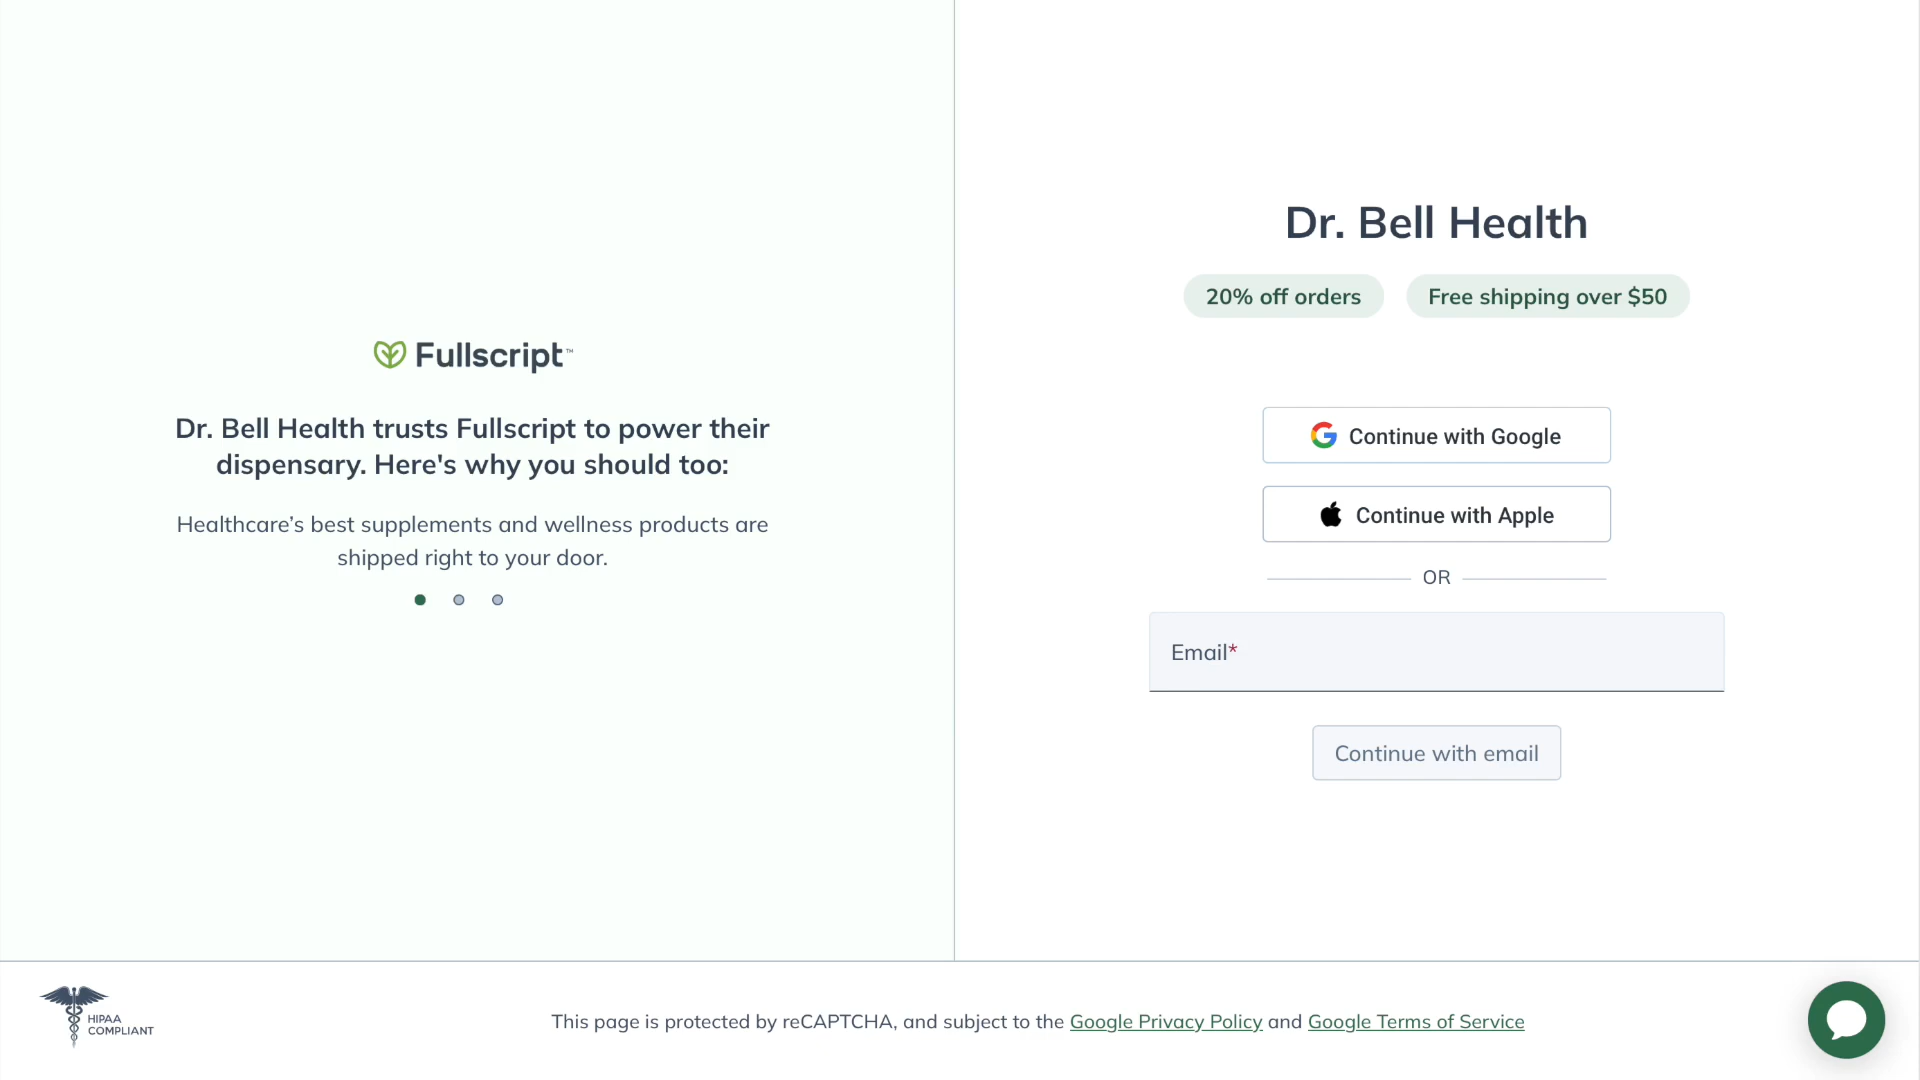 Fullscript™
Dr. Bell Health trusts Fullscript to power their
dispensary. Here's why you should too:
Healthcare’s best supplements and wellness products are
shipped right to your door.
Dr. Bell Health
20% off orders
Free shipping over $50
Continue with Google
Continue with Apple
OR
Email*
Continue with email
HIPAA
COMPLIANT
This page is protected by reCAPTCHA, and subject to the Google Privacy Policy and Google Terms of Service